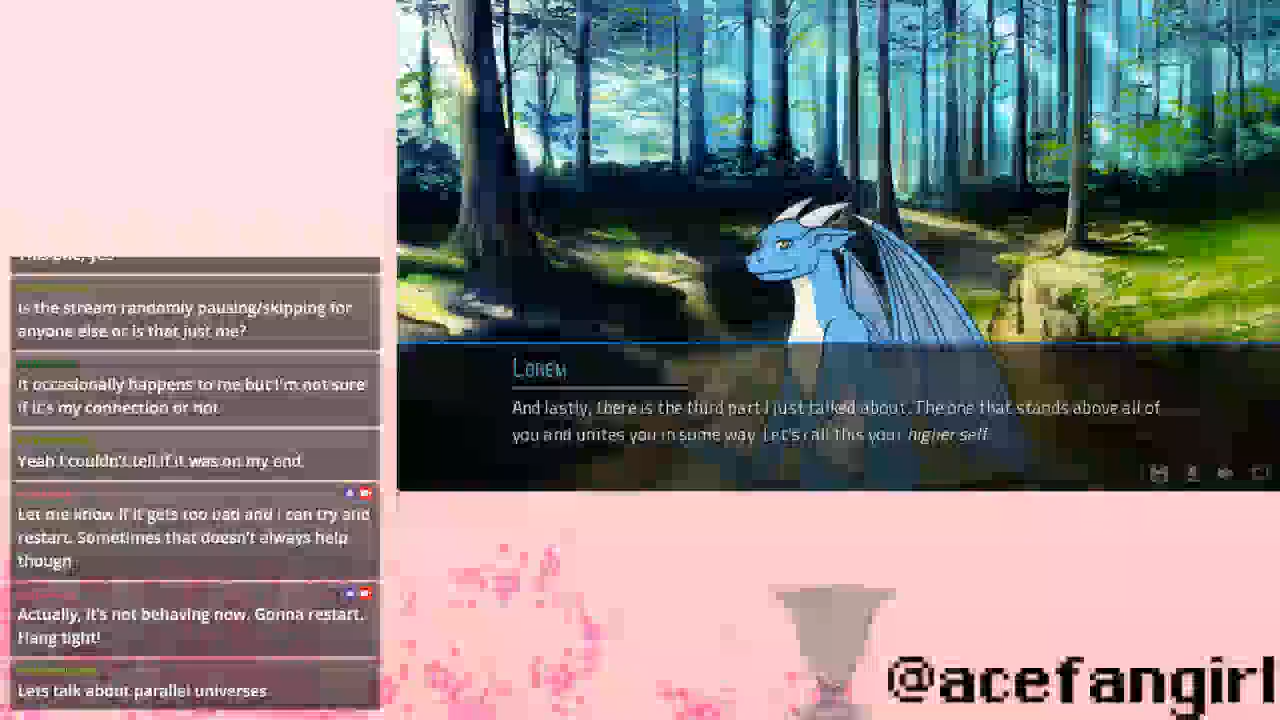 This one, yes
Is the stream randomly pausing/skipping for
anyone else or is that just me?
It occasionally happens to me but I'm not sure
if it's my connection or not
Yeah I couldn't tell if it was on my end.
Let me know if it gets too bad and I can try and
restart. Sometimes that doesn't always help
though
Actually, it's not behaving now. Gonna restart.
Hang tight!
Lets talk about parallel universes
Lorem
And lastly, there is the third part I just talked about. The one that stands above all of
you and unites you in some way. Let's call this your higher self.
@acefangirl